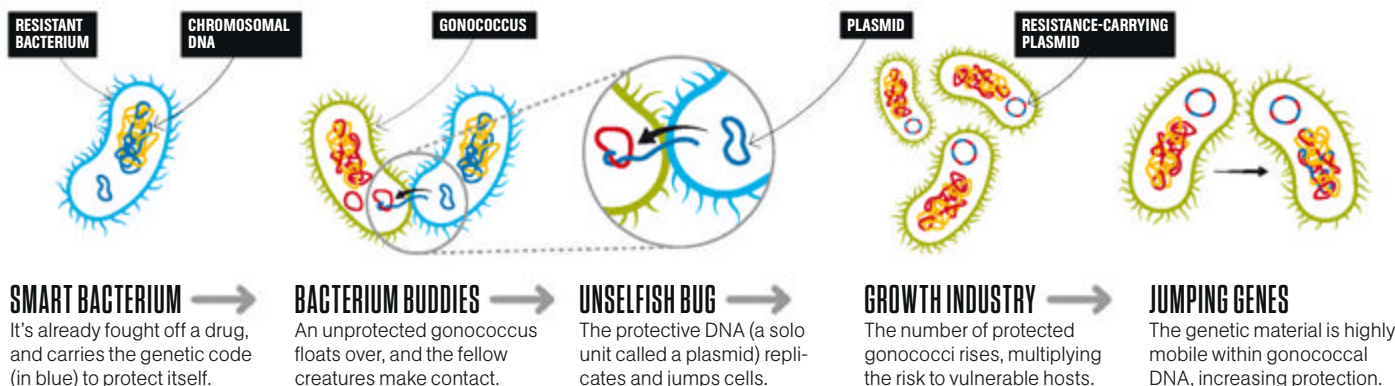 RESISTANT
BACTERIUM
CHROMOSOMAL
DNA
GONOCOCCUS
PLASMID
RESISTANCE-CARRYING
PLASMID
SMART BACTERIUM
It's already fought off a drug,
and carries the genetic code
(in blue) to protect itself.
BACTERIUM BUDDIES
An unprotected gonococcus
floats over, and the fellow
creatures make contact.
UNSELFISH BUG
The protective DNA (a solo
unit called a plasmid) repli-
cates and jumps cells.
GROWTH INDUSTRY
The number of protected
gonococci rises, multiplying
the risk to vulnerable hosts.
JUMPING GENES
The genetic material is highly
mobile within gonococcal
DNA, increasing protection.